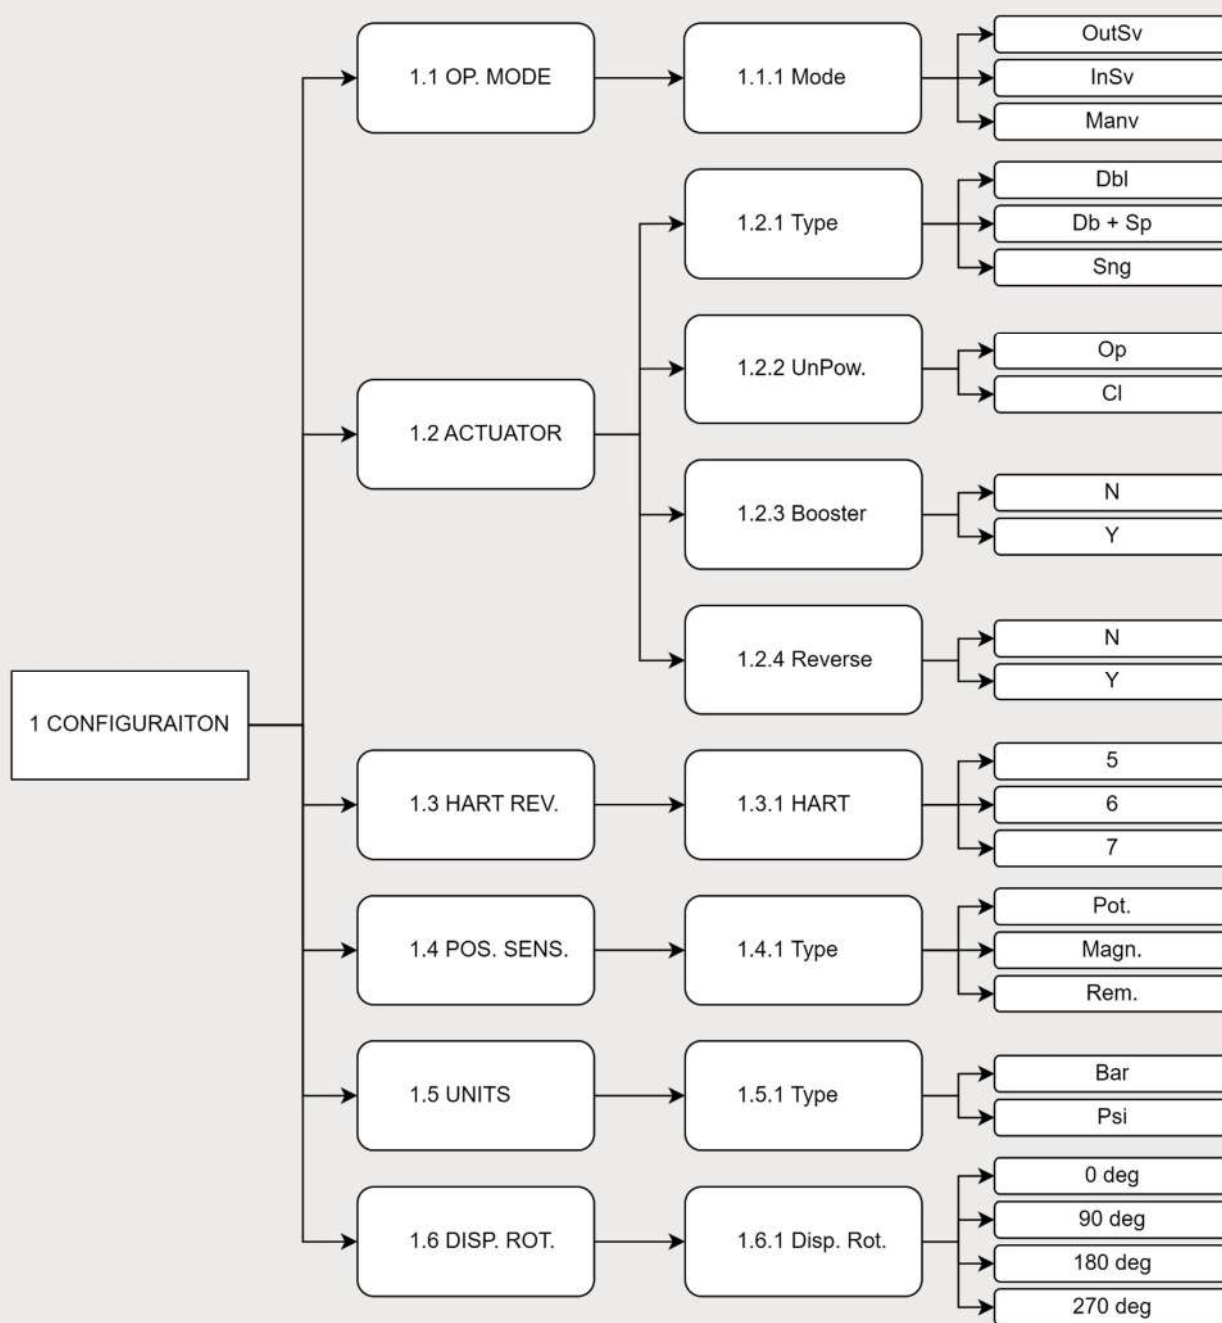 1 CONFIGURAITON
1.1 OP. MODE
1.1.1 Mode
OutSv
InSv
Manv
1.2 ACTUATOR
1.2.1 Type
Dbl
Db + Sp
Sng
1.2.2 UnPow.
Op
Cl
1.2.3 Booster
N
Y
1.2.4 Reverse
N
Y
1.3 HART REV.
1.3.1 HART
5
6
7
1.4 POS. SENS.
1.4.1 Type
Pot.
Magn.
Rem.
1.5 UNITS
1.5.1 Type
Bar
Psi
1.6 DISP. ROT.
1.6.1 Disp. Rot.
0 deg
90 deg
180 deg
270 deg